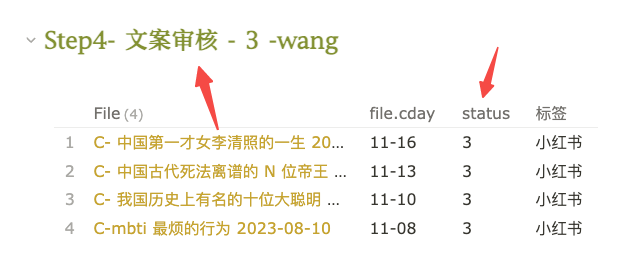 Step4- 文案审核 - 3 -wang
File (4) file.cday status 标签
1 C- 中国第一才女李清照的一生 20... 11-16 3 小红书
2 C- 中国古代死法离谱的 N 位帝王 ... 11-13 3 小红书
3 C- 我国历史上有名的十位大聪明 ... 11-10 3 小红书
4 C-mbti 最烦的行为 2023-08-10 11-08 3 小红书